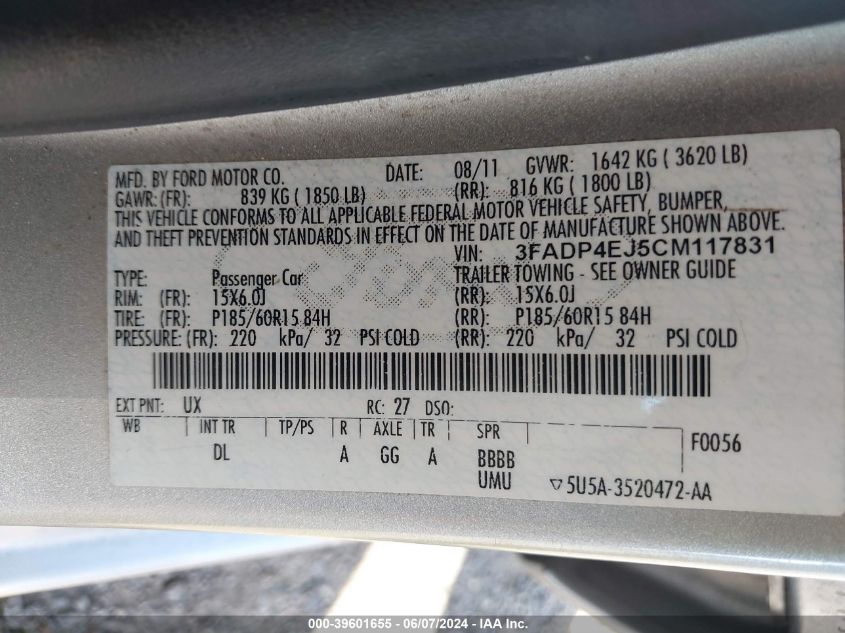 MFD. BY FORD MOTOR CO. DATE: 08/11 GVWR: 1642 KG ( 3620 LB)
GAWR: (FR): 839 KG ( 1850 LB) (RR): 816 KG ( 1800 LB)
THIS VEHICLE CONFORMS TO ALL APPLICABLE FEDERAL MOTOR VEHICLE SAFETY, BUMPER,
AND THEFT PREVENTION STANDARDS IN EFFECT ON THE DATE OF MANUFACTURE SHOWN ABOVE.
VIN: 3FADP4EJ5CM117831
TYPE: Passenger Car TRAILER TOWING - SEE OWNER GUIDE
RIM: (FR): 15X6.0J (RR): 15X6.0J
TIRE: (FR): P185/60R15 84H (RR): P185/60R15 84H
PRESSURE: (FR): 220 kPa/ 32 PSI COLD (RR): 220 kPa/ 32 PSI COLD
EXT PNT: UX RC: 27 DSO:
WB INT TR TP/PS R AXLE TR SPR F0056
DL A GG A BBBB
UMU ▽5U5A-3520472-AA
000-39601655 - 06/07/2024 - IAA, Inc.